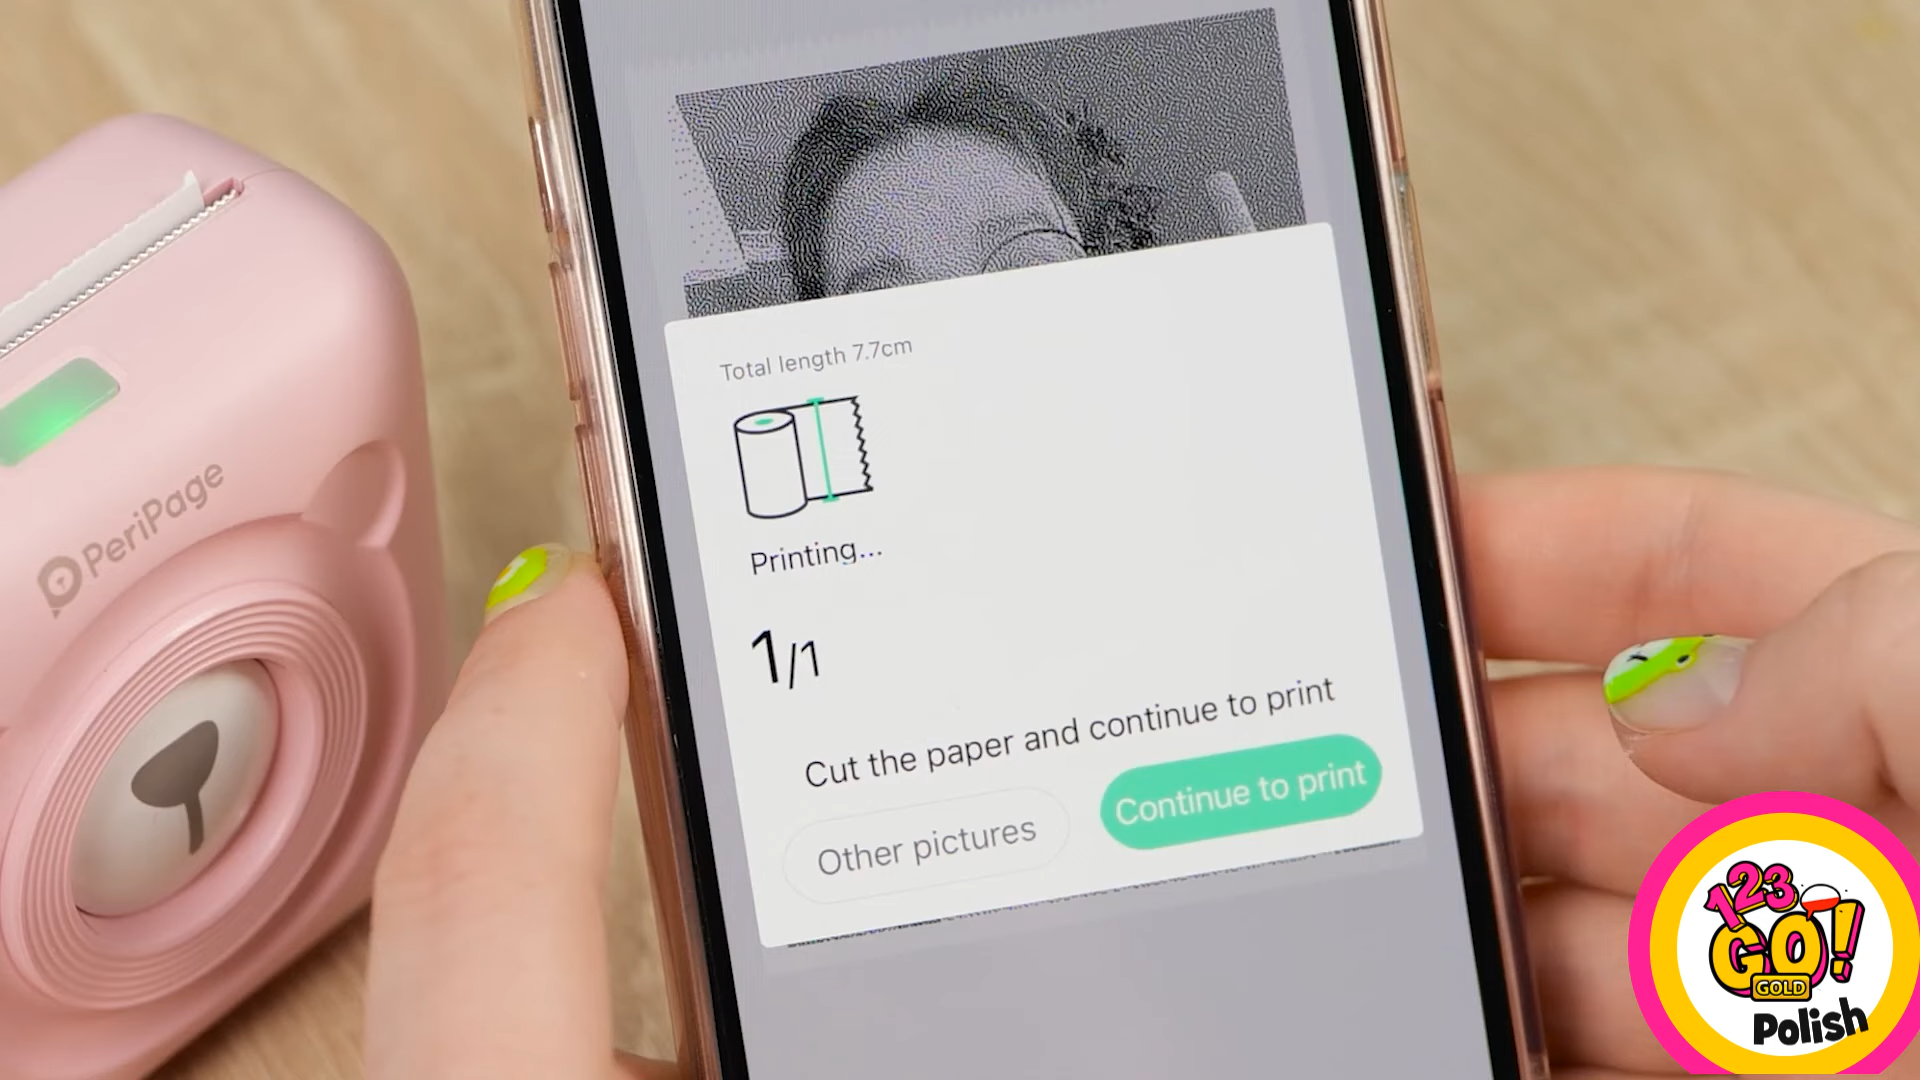 Total length 7.7cm
Printing...
1/1
Cut the paper and continue to print
Other pictures
Continue to print
PeriPage
123
GO!
GOLD
Polish